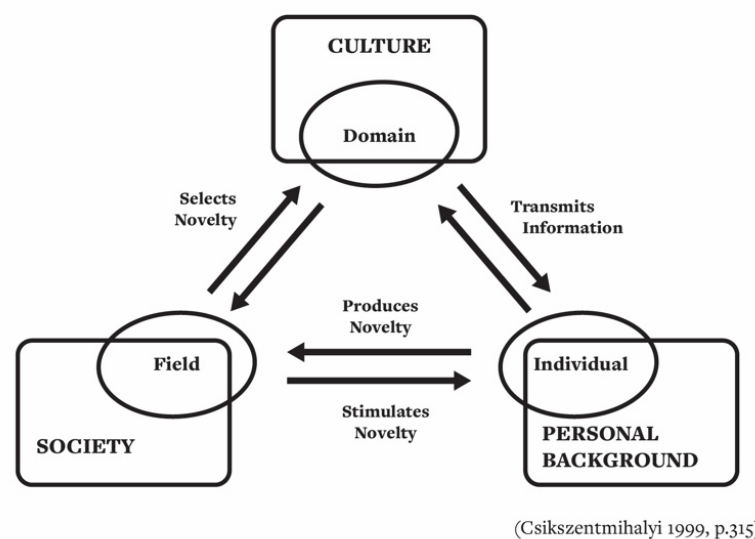 CULTURE
Domain
Selects
Novelty
Transmits
Information
Produces
Novelty
Field
Individual
Stimulates
Novelty
SOCIETY
PERSONAL
BACKGROUND
(Csikszentmihalyi 1999, p.315)